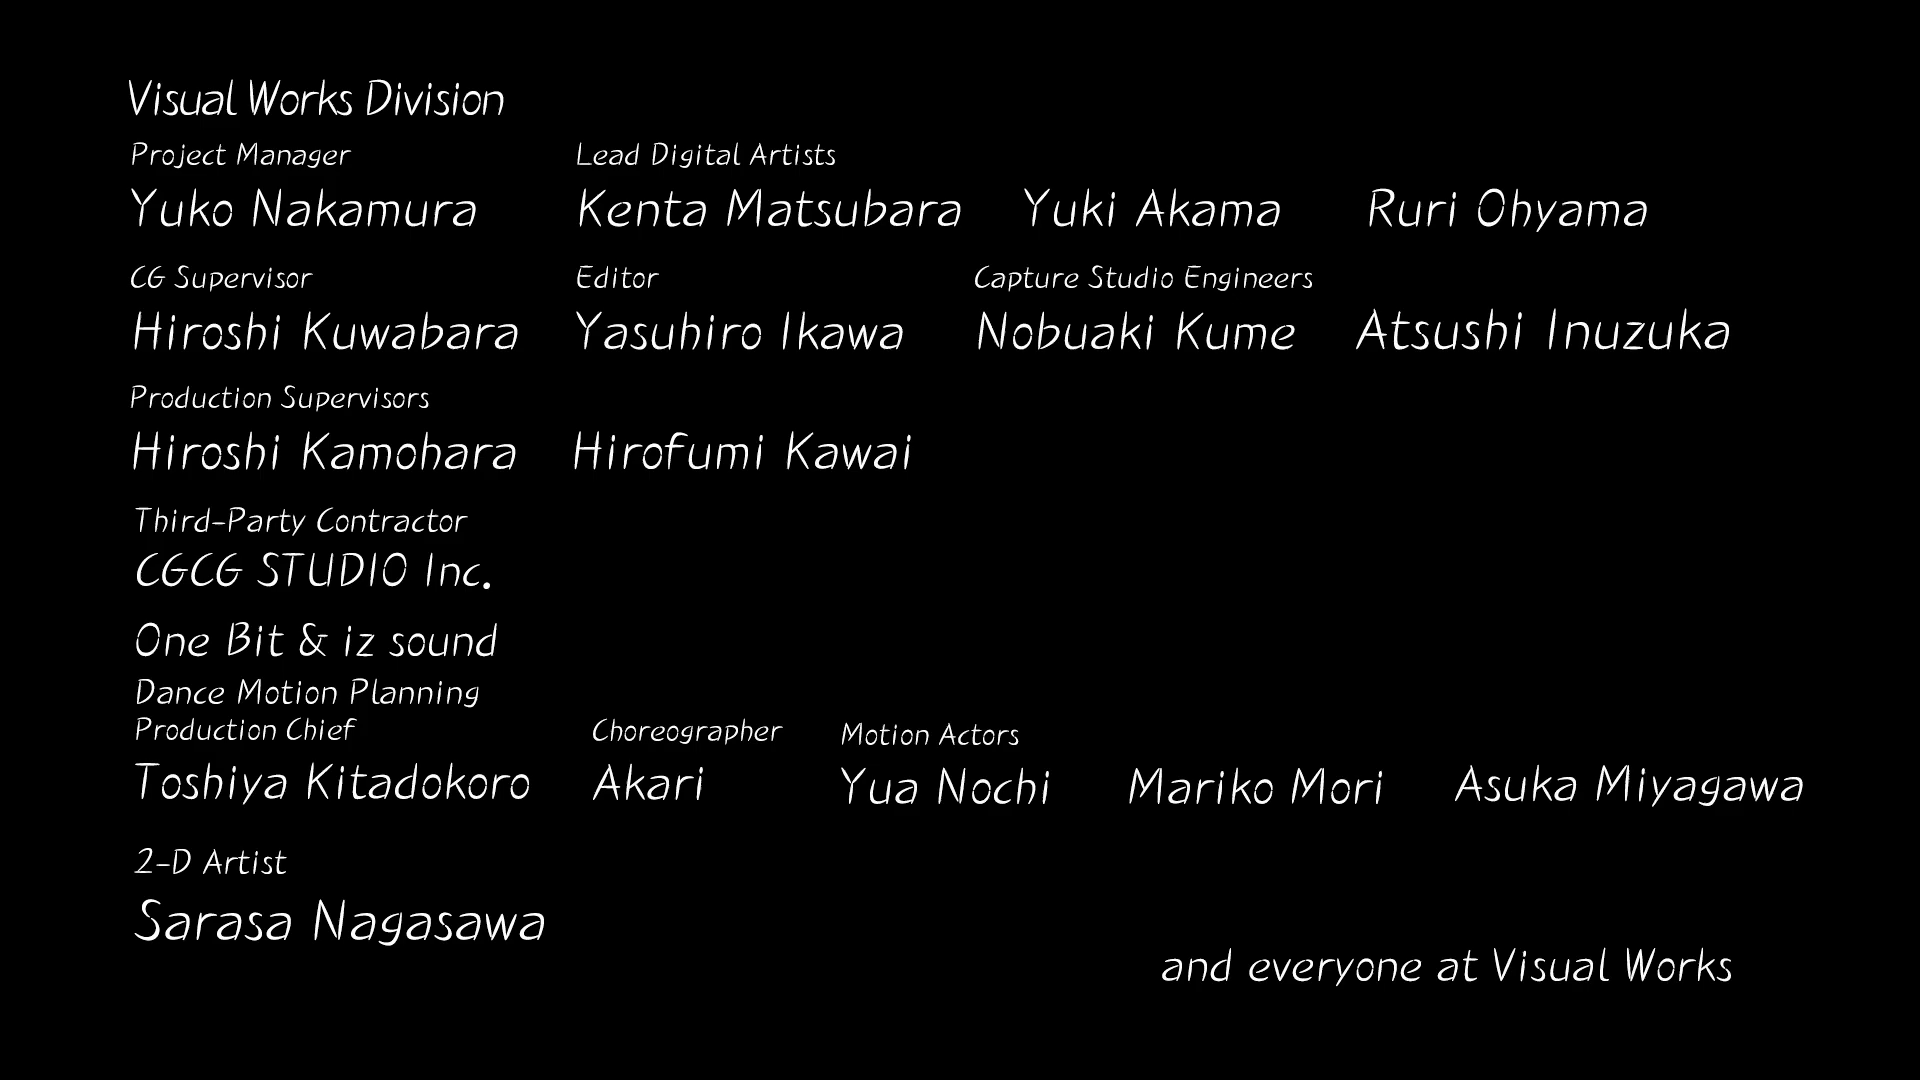 Visual Works Division
Project Manager Lead Digital Artists
Yuko Nakamura Kenta Matsubara Yuki Akama Ruri Ohyama
CG Supervisor Editor Capture Studio Engineers
Hiroshi Kuwabara Yasuhiro Ikawa Nobuaki Kume Atsushi Inuzuka
Production Supervisors
Hiroshi Kamohara Hirofumi Kawai
Third-Party Contractor
CGCG STUDIO Inc.
One Bit & iz sound
Dance Motion Planning
Production Chief Choreographer Motion Actors
Toshiya Kitadokoro Akari Yua Nochi Mariko Mori Asuka Miyagawa
2-D Artist
Sarasa Nagasawa
and everyone at Visual Works